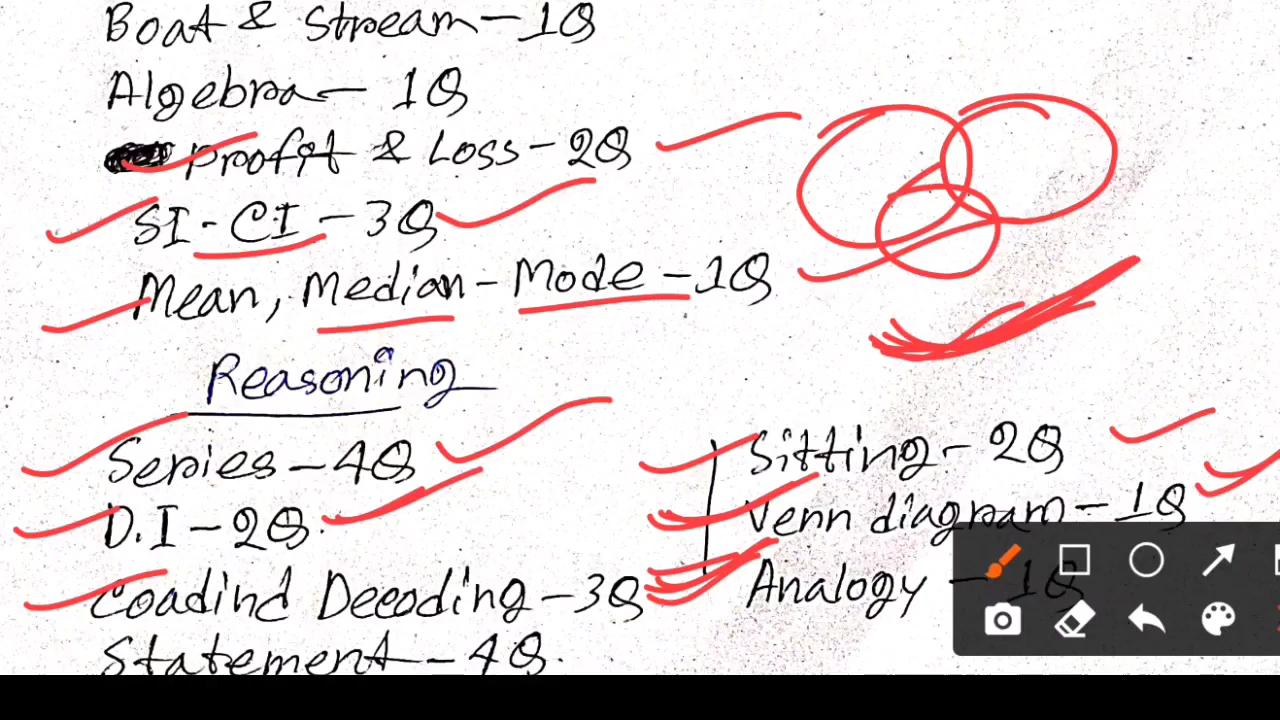 Boat & Stream - 1Q
Algebra - 1Q
Profit & Loss - 2Q
SI - CI - 3Q
Mean, Median - Mode - 1Q
Reasoning
Series - 4Q
D.I - 2Q.
Coadind Decoding - 3Q
Statement - 4Q.
Sitting - 2Q
Venn diagram - 1Q
Analogy - 1Q